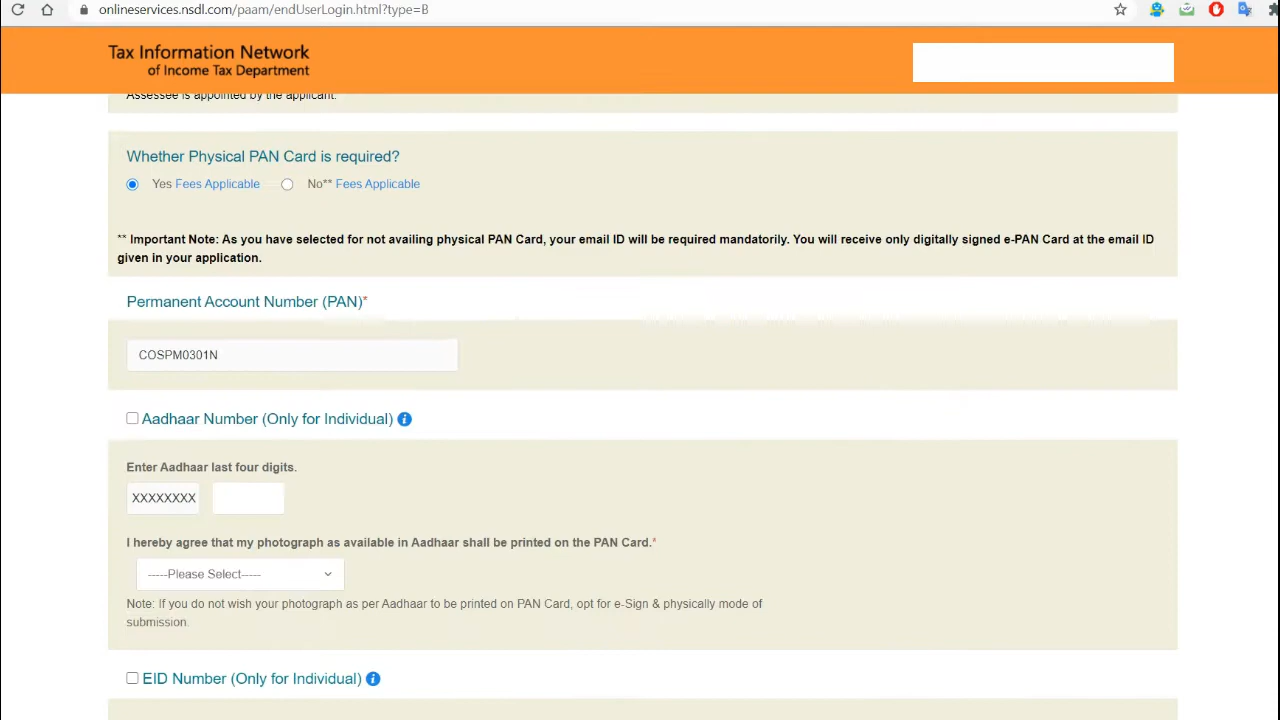 onlineservices.nsdl.com/paam/endUserLogin.html?type=B
Tax Information Network
of Income Tax Department
Assessee is appointed by the applicant.
Whether Physical PAN Card is required?
Yes Fees Applicable No** Fees Applicable
** Important Note: As you have selected for not availing physical PAN Card, your email ID will be required mandatorily. You will receive only digitally signed e-PAN Card at the email ID
given in your application.
Permanent Account Number (PAN)*
COSPM0301N
Aadhaar Number (Only for Individual) i
Enter Aadhaar last four digits.
XXXXXXXX
I hereby agree that my photograph as available in Aadhaar shall be printed on the PAN Card.*
-----Please Select-----
Note: If you do not wish your photograph as per Aadhaar to be printed on PAN Card, opt for e-Sign & physically mode of
submission.
EID Number (Only for Individual) i